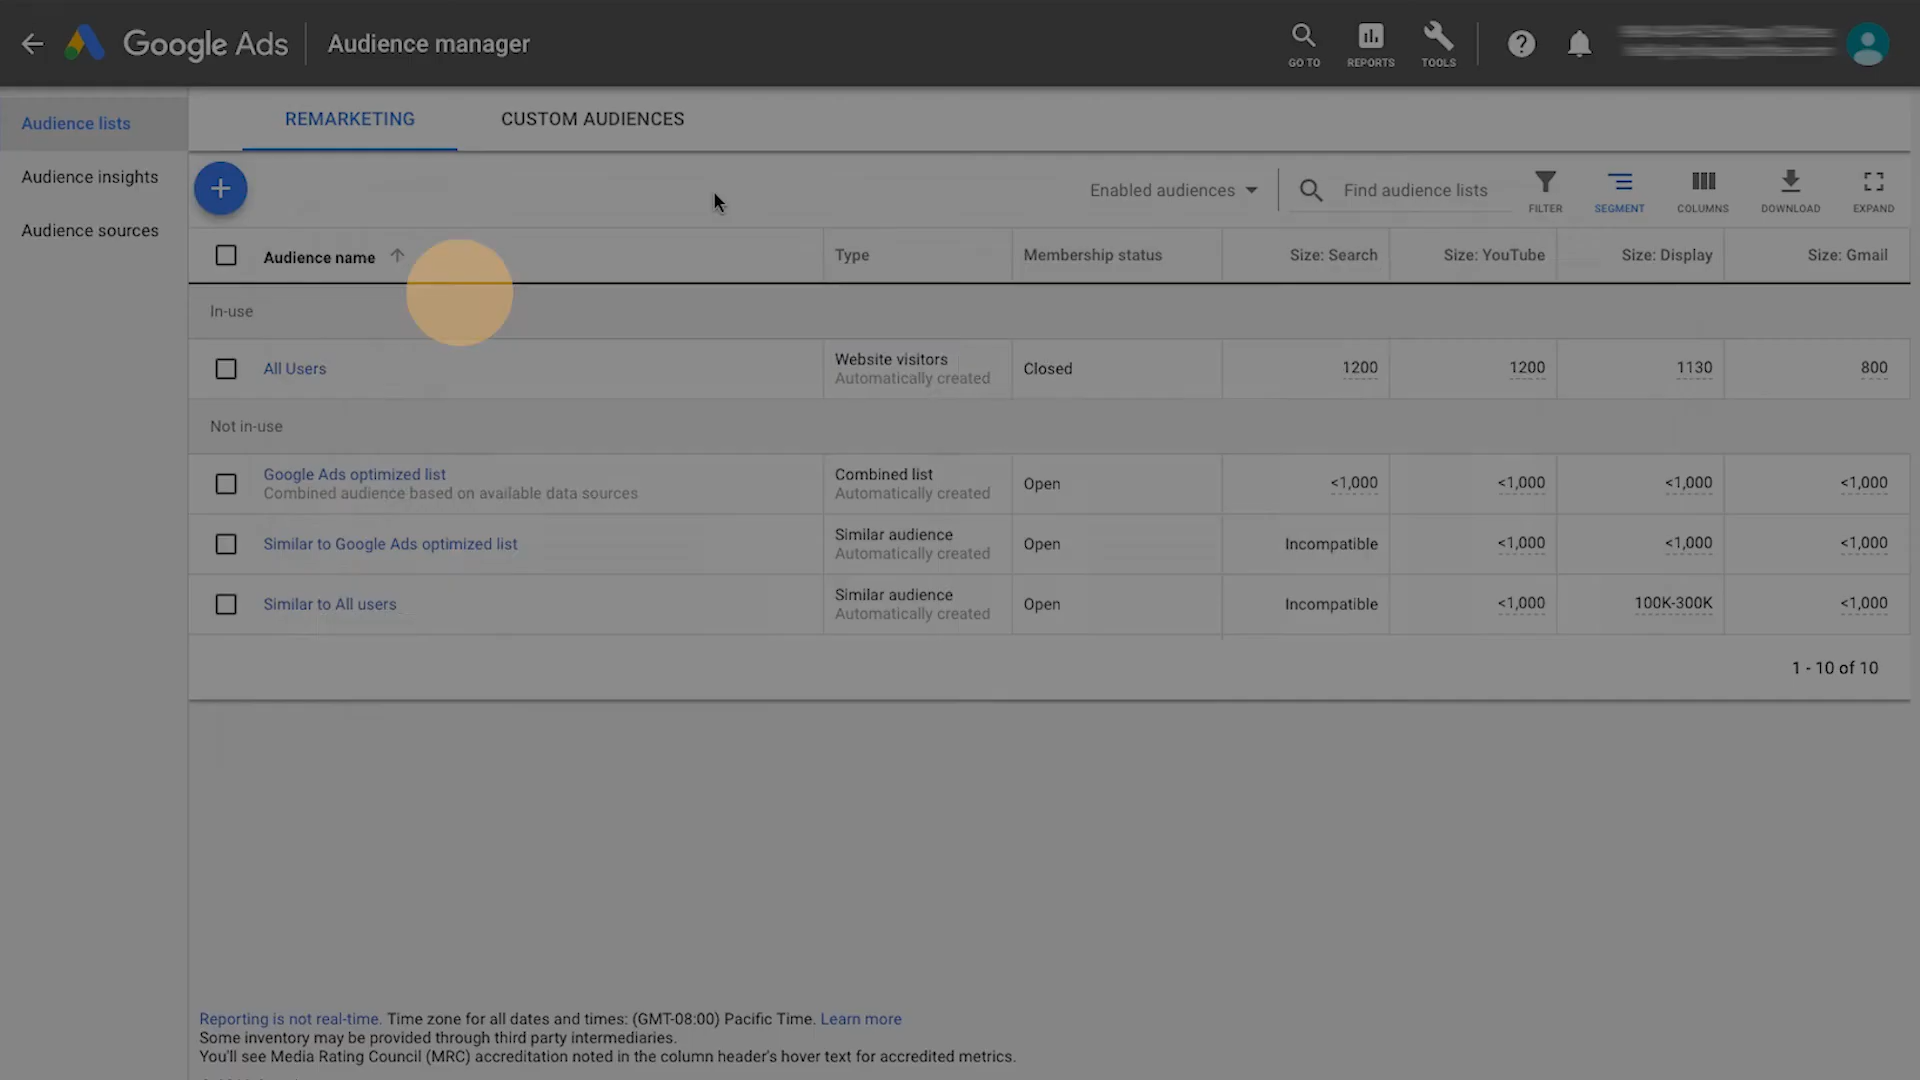 Google Ads
Audience manager
GO TO
REPORTS
TOOLS
Audience lists
Audience insights
Audience sources
REMARKETING
CUSTOM AUDIENCES
Enabled audiences
Find audience lists
FILTER
SEGMENT
COLUMNS
DOWNLOAD
EXPAND
Audience name Type Membership status Size: Search Size: YouTube Size: Display Size: Gmail
In-use
All Users Website visitors Closed 1200 1200 1130 800
Automatically created
Not in-use
Google Ads optimized list Combined list Open <1,000 <1,000 <1,000 <1,000
Combined audience based on available data sources Automatically created
Similar to Google Ads optimized list Similar audience Open Incompatible <1,000 <1,000 <1,000
Automatically created
Similar to All users Similar audience Open Incompatible <1,000 100K-300K <1,000
Automatically created
1 - 10 of 10
Reporting is not real-time. Time zone for all dates and times: (GMT-08:00) Pacific Time. Learn more
Some inventory may be provided through third party intermediaries.
You'll see Media Rating Council (MRC) accreditation noted in the column header's hover text for accredited metrics.